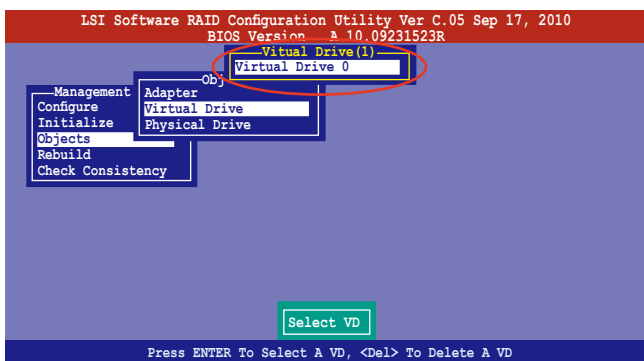 LSI Software RAID Configuration Utility Ver C.05 Sep 17, 2010
BIOS Version A.10.09231523R
Vitual Drive(1)
Virtual Drive 0
Obj
Adapter
Virtual Drive
Physical Drive
Management
Configure
Initialize
Objects
Rebuild
Check Consistency
Select VD
Press ENTER To Select A VD, <Del> To Delete A VD